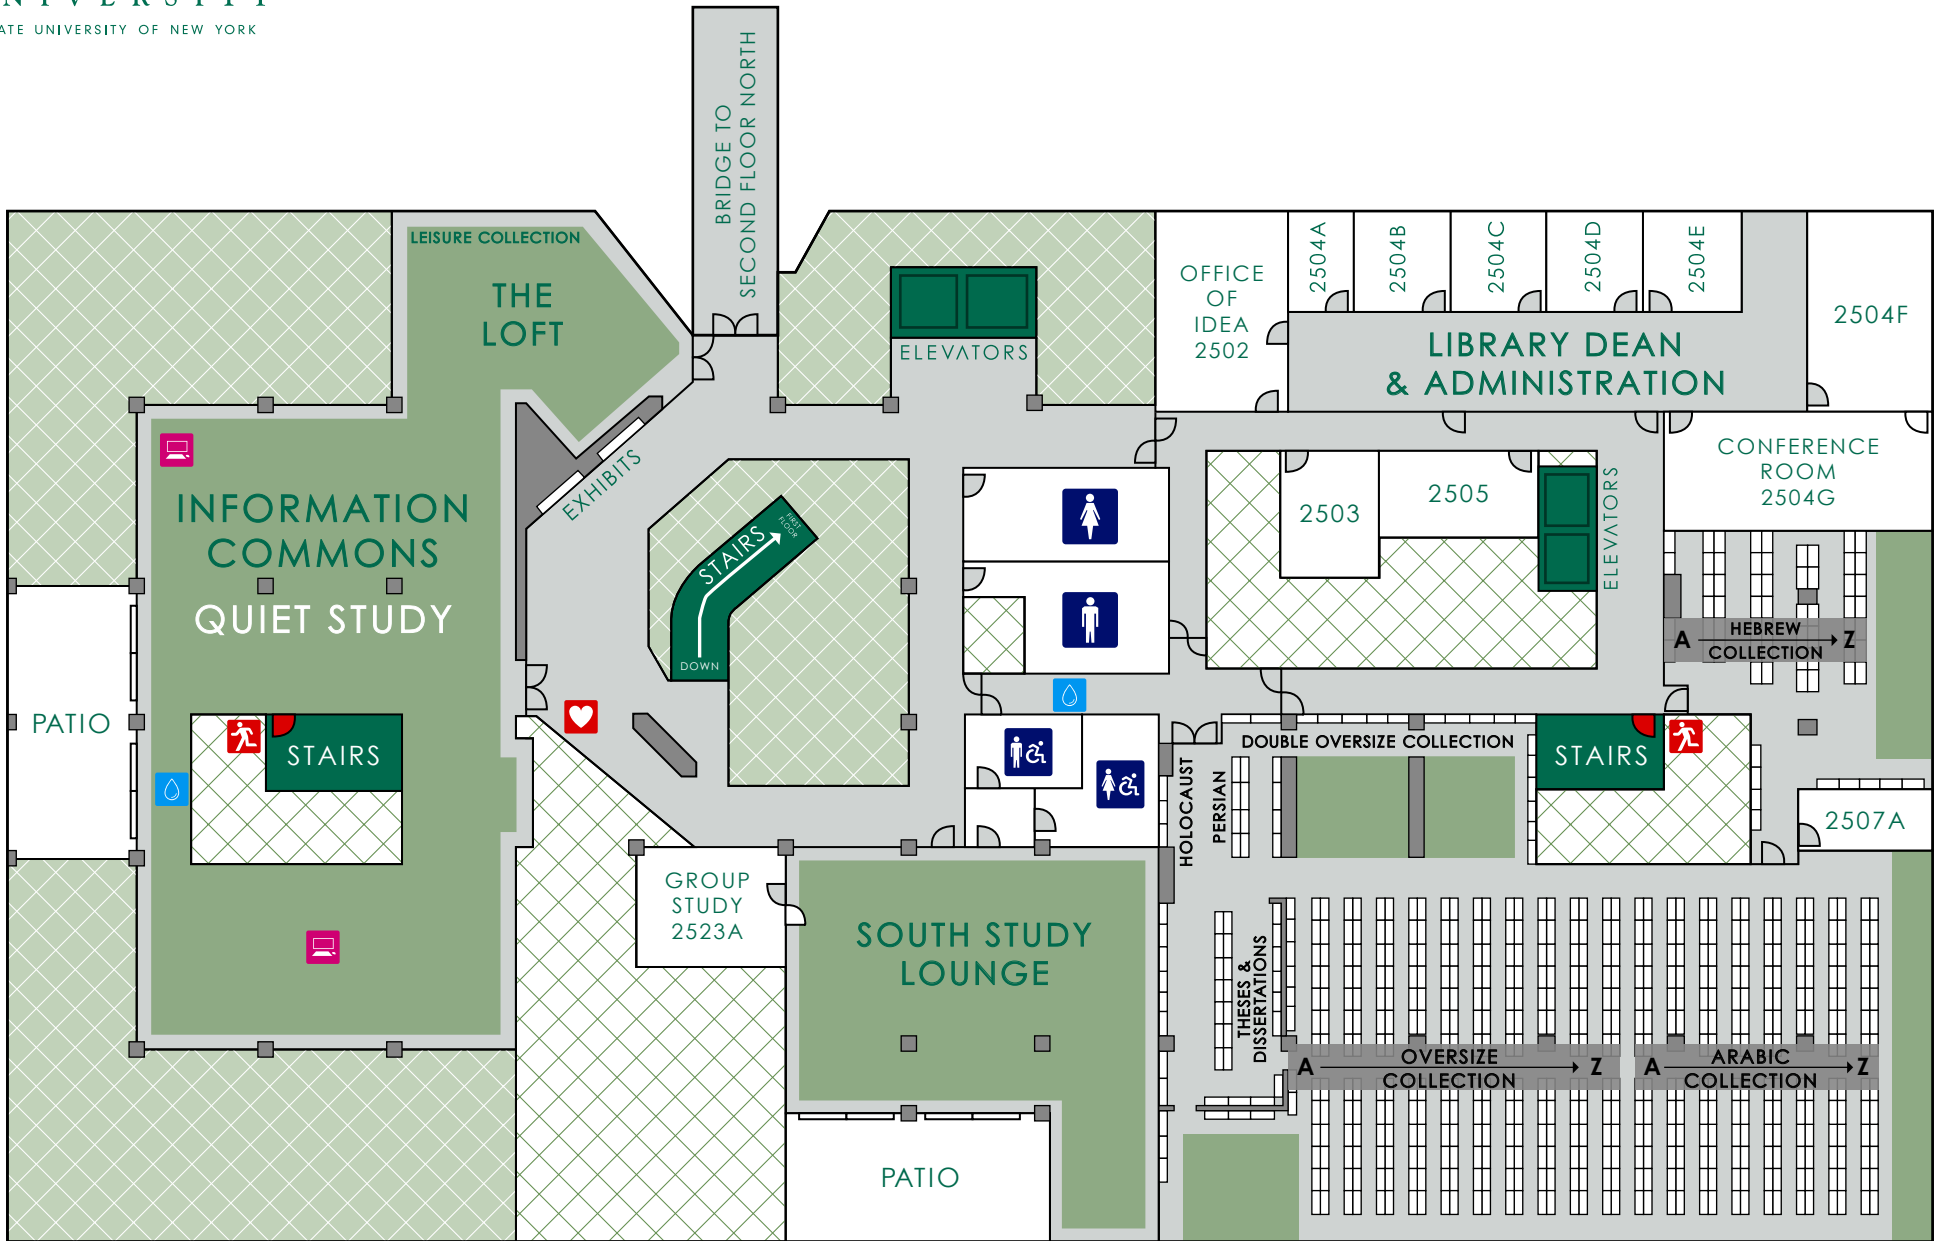 ATE UNIVERSITY OF NEW YORK
BRIDGE TO
SECOND FLOOR NORTH
LEISURE COLLECTION
THE
LOFT
ELEVATORS
OFFICE
OF
IDEA
2502
2504A
2504B
2504C
2504D
2504E
2504F
LIBRARY DEAN
& ADMINISTRATION
CONFERENCE
ROOM
2504G
EXHIBITS
INFORMATION
COMMONS
QUIET STUDY
STAIRS
FIRST
FLOOR
DOWN
2503
2505
ELEVATORS
A
HEBREW
COLLECTION
Z
PATIO
STAIRS
DOUBLE OVERSIZE COLLECTION
STAIRS
HOLOCAUST
PERSIAN
2507A
GROUP
STUDY
2523A
SOUTH STUDY
LOUNGE
THESES &
DISSERTATIONS
A
OVERSIZE
COLLECTION
Z
A
ARABIC
COLLECTION
Z
PATIO